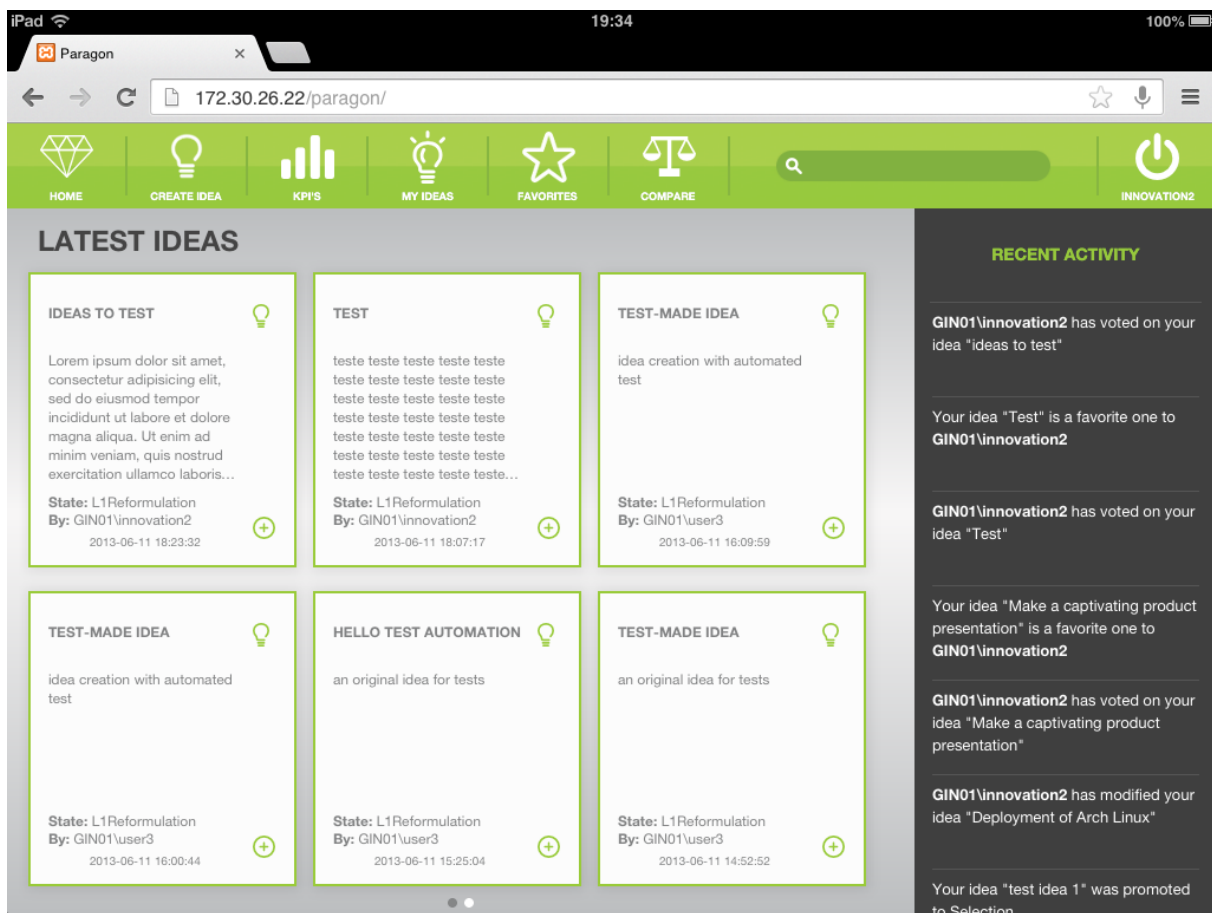 iPad
19:34
100%
Paragon
172.30.26.22/paragon/
HOME
CREATE IDEA
KPI'S
MY IDEAS
FAVORITES
COMPARE
INNOVATION2
LATEST IDEAS
IDEAS TO TEST
Lorem ipsum dolor sit amet,
consectetur adipisicing elit,
sed do eiusmod tempor
incididunt ut labore et dolore
magna aliqua. Ut enim ad
minim veniam, quis nostrud
exercitation ullamco laboris...
State: L1Reformulation
By: GIN01\innovation2
2013-06-11 18:23:32
TEST
teste teste teste teste teste
teste teste teste teste teste
teste teste teste teste teste
teste teste teste teste teste
teste teste teste teste teste
teste teste teste teste teste
teste teste teste teste teste...
State: L1Reformulation
By: GIN01\innovation2
2013-06-11 18:07:17
TEST-MADE IDEA
idea creation with automated
test
State: L1Reformulation
By: GIN01\user3
2013-06-11 16:09:59
TEST-MADE IDEA
idea creation with automated
test
State: L1Reformulation
By: GIN01\user3
2013-06-11 16:00:44
HELLO TEST AUTOMATION
an original idea for tests
State: L1Reformulation
By: GIN01\user3
2013-06-11 15:25:04
TEST-MADE IDEA
an original idea for tests
State: L1Reformulation
By: GIN01\user3
2013-06-11 14:52:52
RECENT ACTIVITY
GIN01\innovation2 has voted on your
idea "ideas to test"
Your idea "Test" is a favorite one to
GIN01\innovation2
GIN01\innovation2 has voted on your
idea "Test"
Your idea "Make a captivating product
presentation" is a favorite one to
GIN01\innovation2
GIN01\innovation2 has voted on your
idea "Make a captivating product
presentation"
GIN01\innovation2 has modified your
idea "Deployment of Arch Linux"
Your idea "test idea 1" was promoted
to Selection